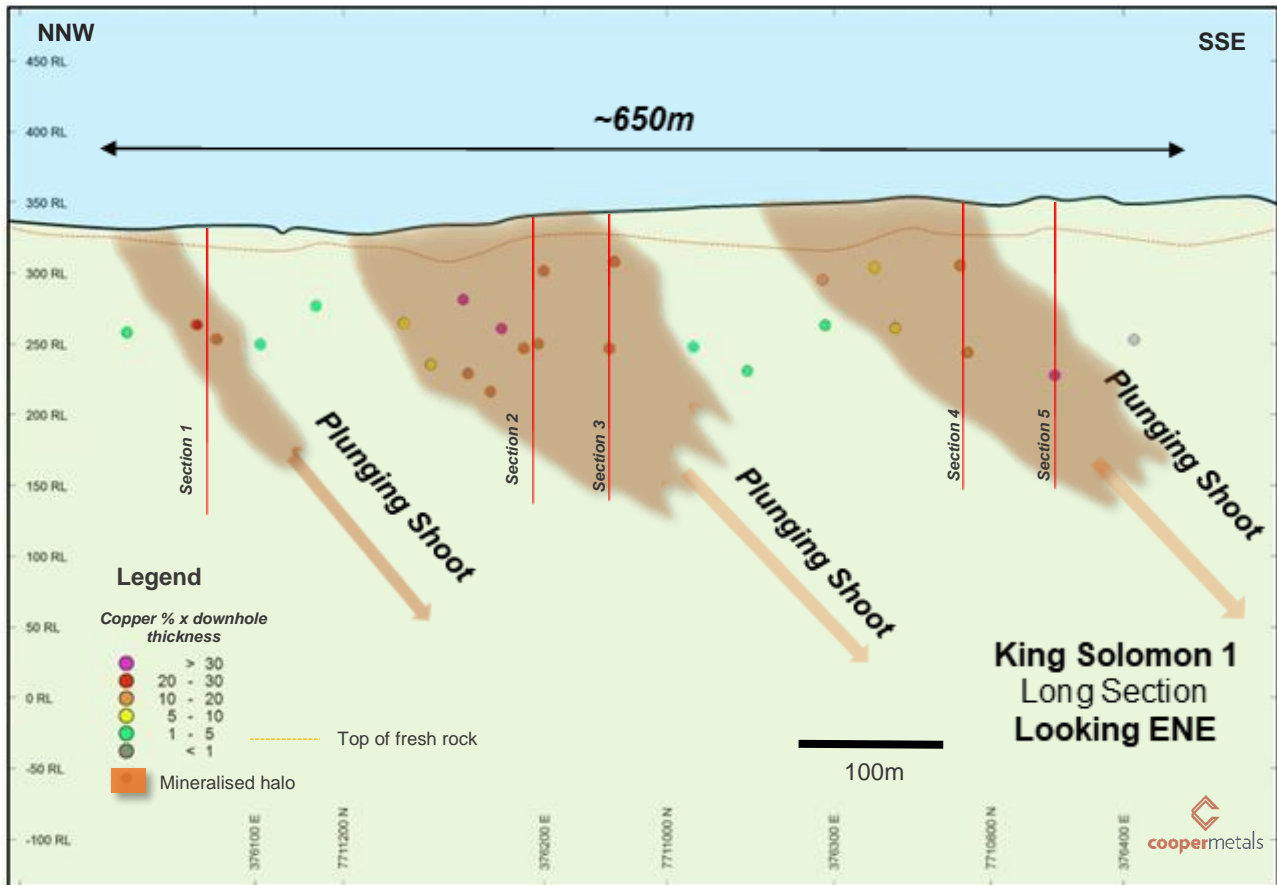 NNW
SSE
450 RL
400 RL
350 RL
300 RL
250 RL
200 RL
150 RL
100 RL
50 RL
0 RL
-50 RL
-100 RL
~650m
Section 1
Section 2
Section 3
Section 4
Section 5
Plunging Shoot
Plunging Shoot
Plunging Shoot
Legend
Copper % x downhole
thickness
> 30
20 - 30
10 - 20
5 - 10
1 - 5
< 1
Top of fresh rock
Mineralised halo
King Solomon 1
Long Section
Looking ENE
100m
376100 E
7711200 N
376200 E
7711000 N
376300 E
7710800 N
376400 E
coopermetals